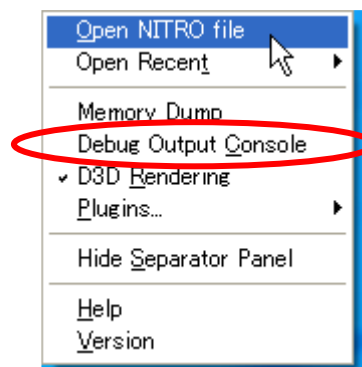 Open NITRO file
Open Recent
Memory Dump
Debug Output Console
D3D Rendering
Plugins...
Hide Separator Panel
Help
Version